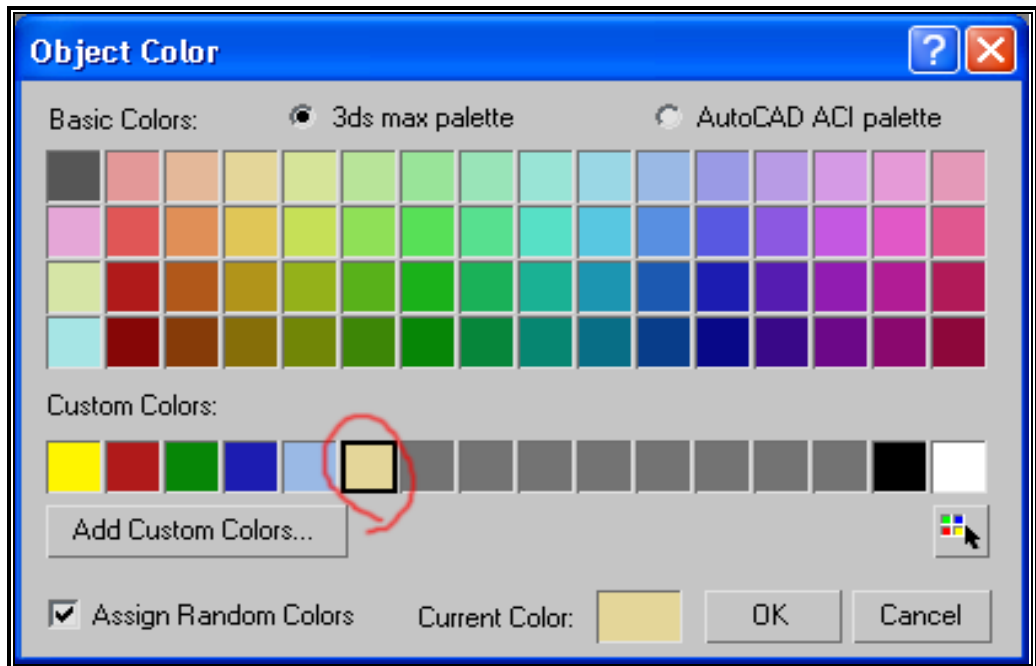 Object Color
Basic Colors: 3ds max palette AutoCAD ACI palette
Custom Colors:
Add Custom Colors...
Assign Random Colors Current Color: OK Cancel